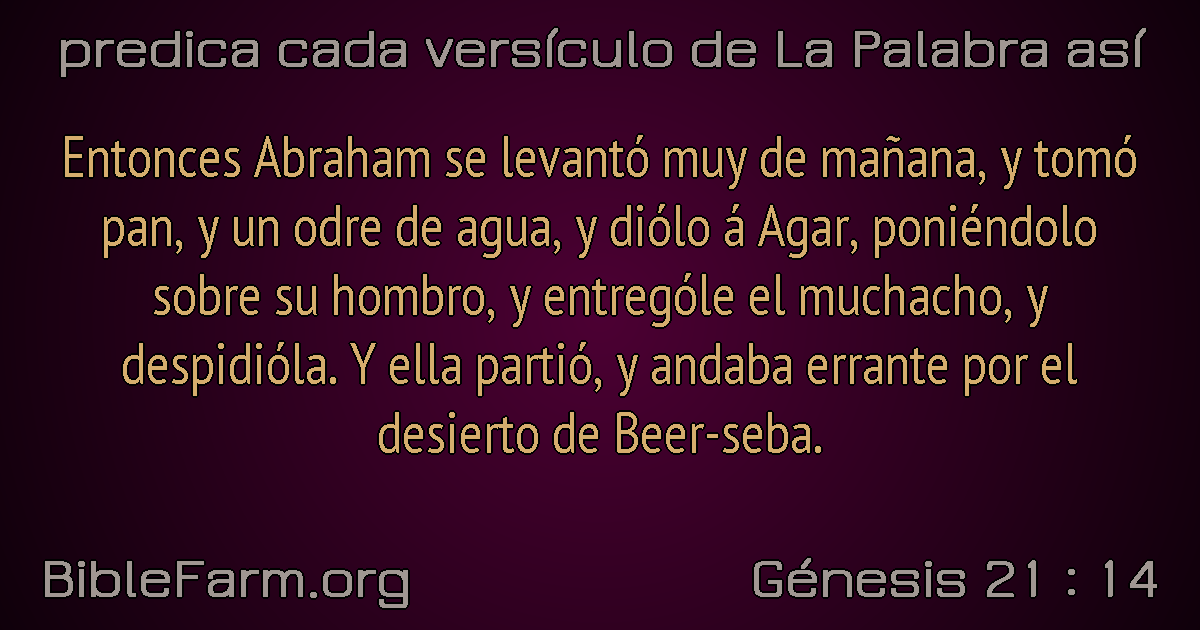 predica cada versículo de La Palabra así
Entonces Abraham se levantó muy de mañana, y tomó
pan, y un odre de agua, y diólo á Agar, poniéndolo
sobre su hombro, y entrególe el muchacho, y
despidióla. Y ella partió, y andaba errante por el
desierto de Beer-seba.
BibleFarm.org
Génesis 21 : 14